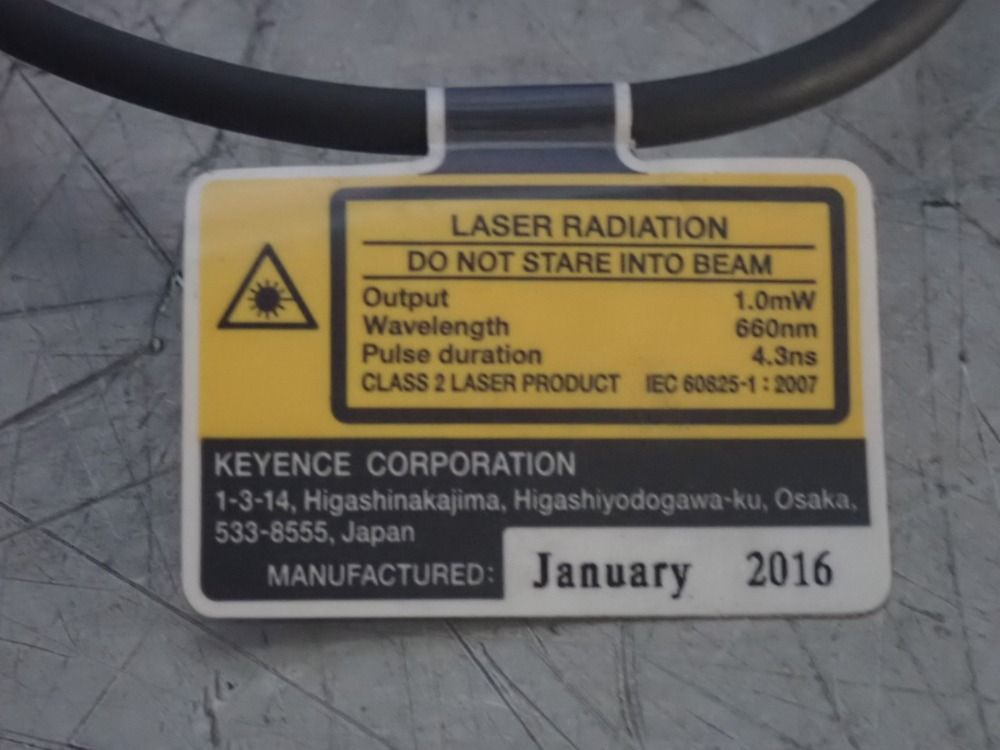 LASER RADIATION
DO NOT STARE INTO BEAM
Output 1.0mW
Wavelength 660nm
Pulse duration 4.3ns
CLASS 2 LASER PRODUCT IEC 60825-1 : 2007
KEYENCE CORPORATION
1-3-14, Higashinakajima, Higashiyodogawa-ku, Osaka,
533-8555, Japan
MANUFACTURED: January 2016